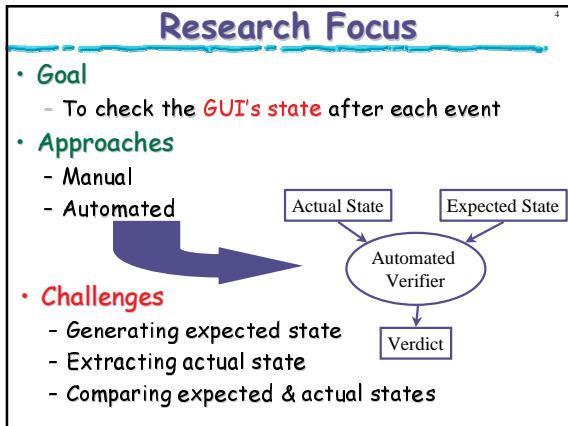 4
Research Focus
• Goal
– To check the GUI's state after each event
• Approaches
– Manual
– Automated
Actual State
Expected State
Automated
Verifier
Verdict
• Challenges
– Generating expected state
– Extracting actual state
– Comparing expected & actual states